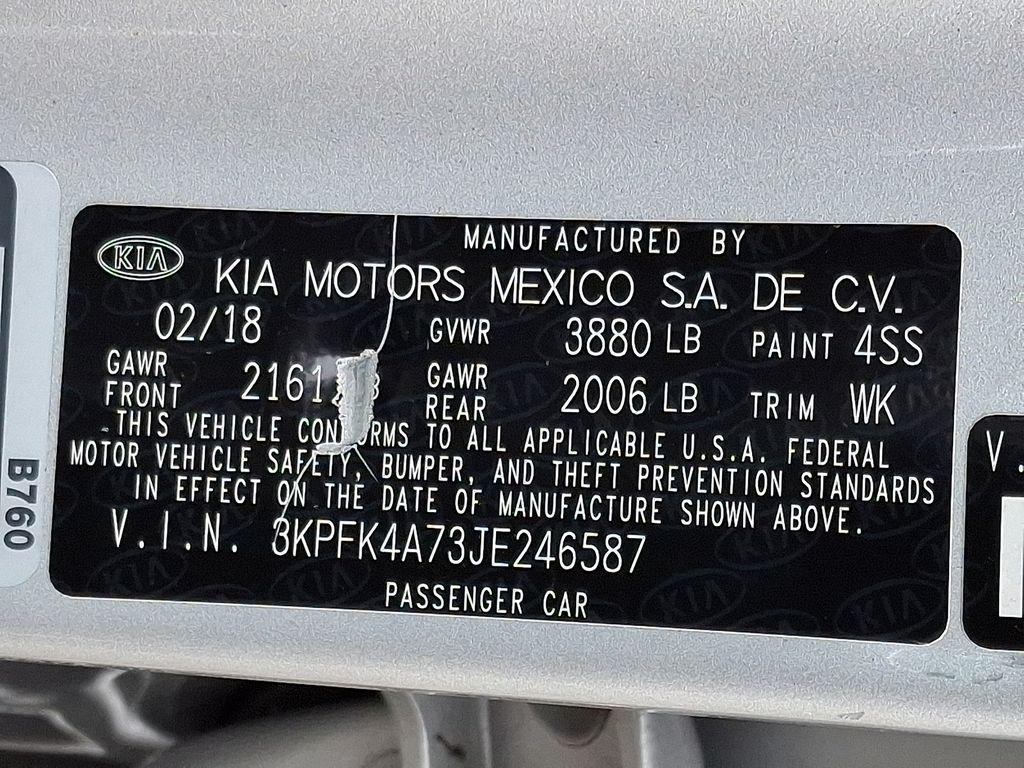 MANUFACTURED BY
KIA
KIA MOTORS MEXICO S.A. DE C.V.
02/18 GVWR 3880 LB PAINT 4SS
GAWR FRONT GAWR REAR 2006 LB TRIM WK
THIS VEHICLE TO ALL APPLICABLE U.S.A. FEDERAL
MOTOR VEHICLE SAFETY, BUMPER, AND THEFT PREVENTION STANDARDS
IN EFFECT ON THE DATE OF MANUFACTURE SHOWN ABOVE.
V.I.N. 3KPFK4A73JE246587
PASSENGER CAR
B760
V.